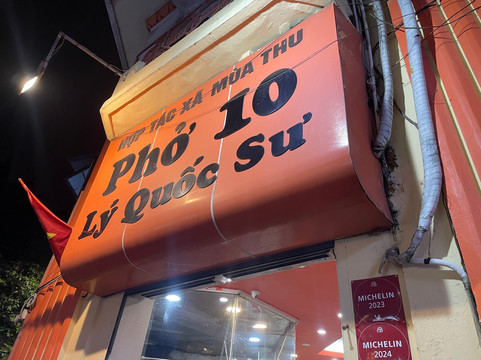 HỢP TÁC XÃ MÙA THU
Phở 10
Lý Quốc Sư
MICHELIN
2023
MICHELIN
2024